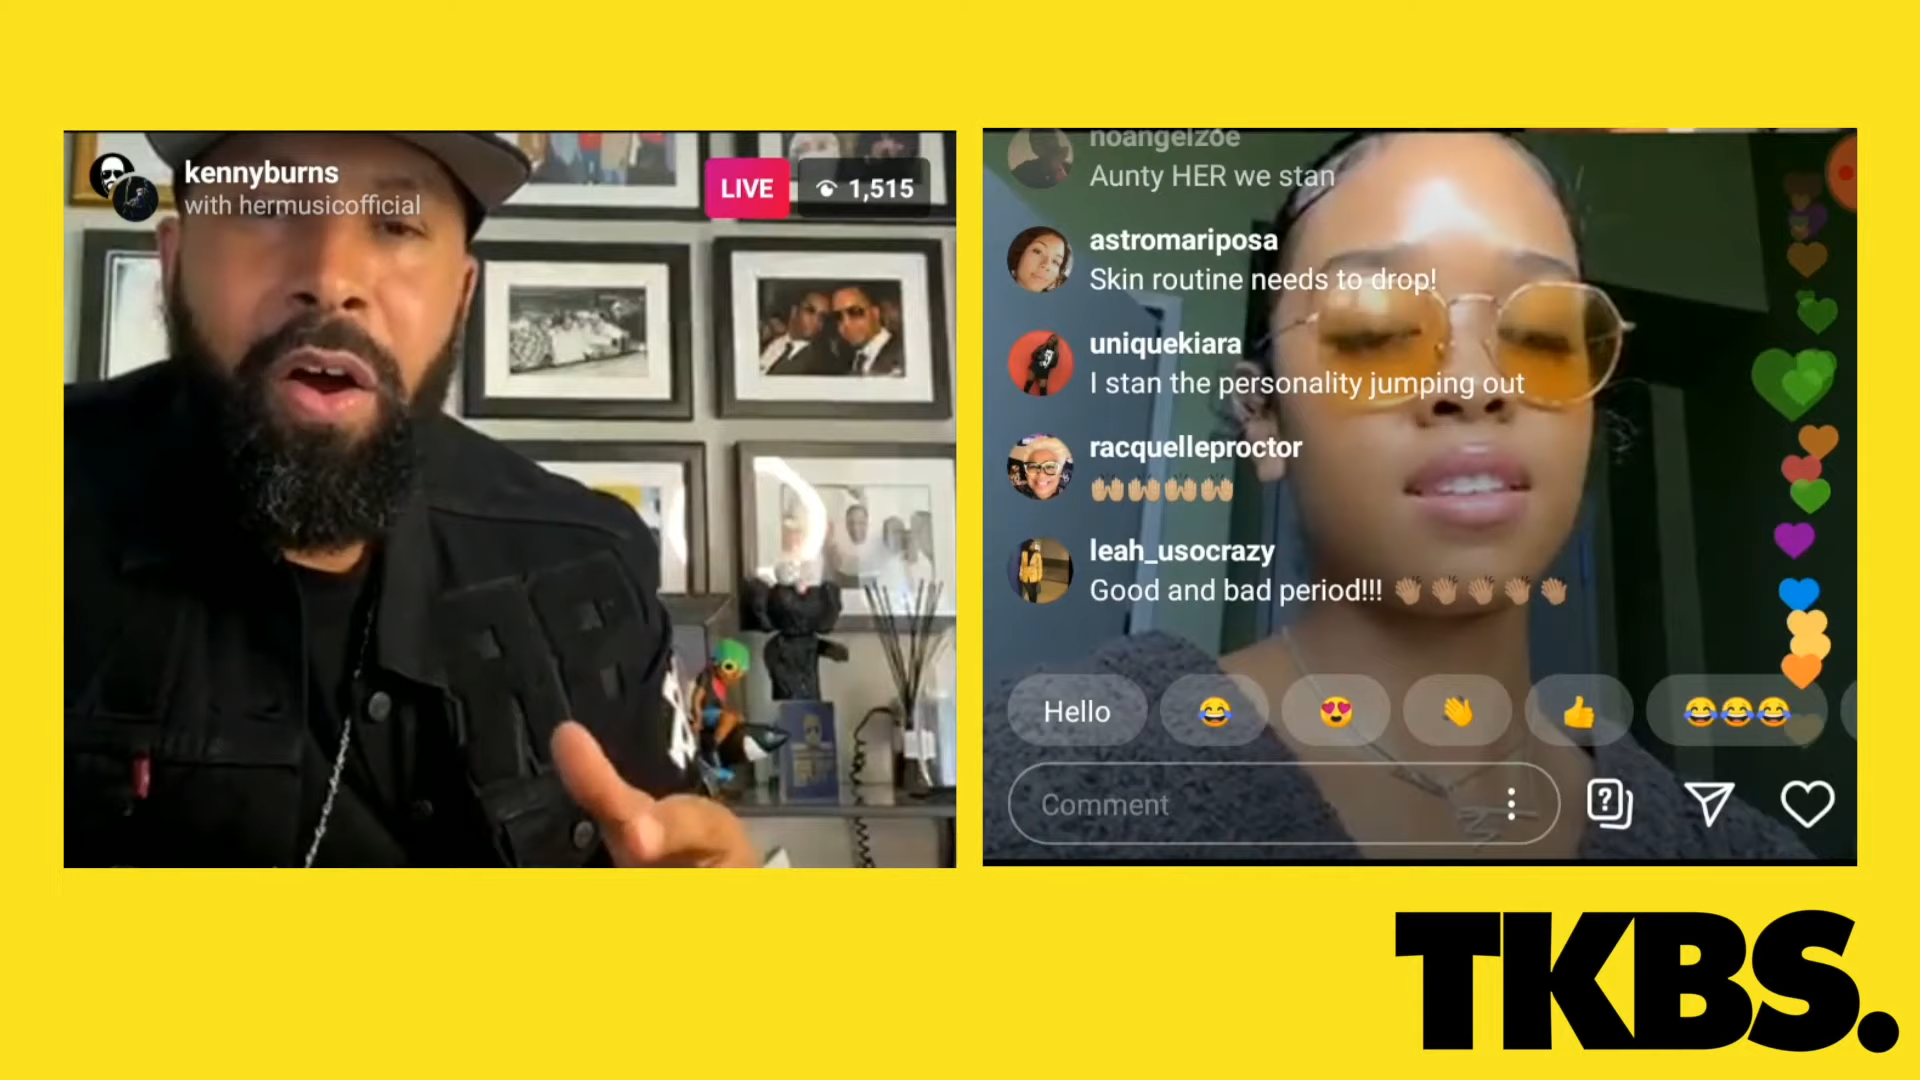 kennyburns
with hermusicofficial
LIVE
1,515
noangelzoe
Aunty HER we stan
astromariposa
Skin routine needs to drop!
uniquekiara
I stan the personality jumping out
racquelleproctor
leah_usocrazy
Good and bad period!!!
Hello
Comment
TKBS.